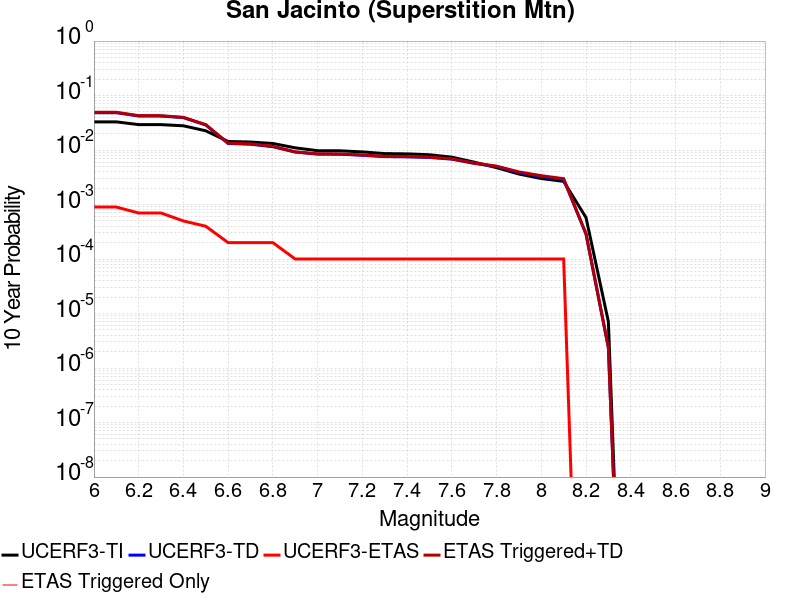 San Jacinto (Superstition Mtn)
10^0
10^-1
10^-2
10^-3
10^-4
10^-5
10^-6
10^-7
10^-8
10 Year Probability
6 6.2 6.4 6.6 6.8 7 7.2 7.4 7.6 7.8 8 8.2 8.4 8.6 8.8 9
Magnitude
UCERF3-TI UCERF3-TD UCERF3-ETAS ETAS Triggered+TD
ETAS Triggered Only